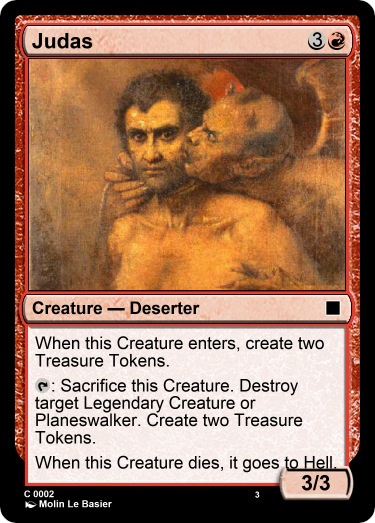 Judas 3
Creature — Deserter
When this Creature enters, create two
Treasure Tokens.
: Sacrifice this Creature. Destroy
target Legendary Creature or
Planeswalker. Create two Treasure
Tokens.
When this Creature dies, it goes to Hell.
3/3
C 0002
3
Molin Le Basier